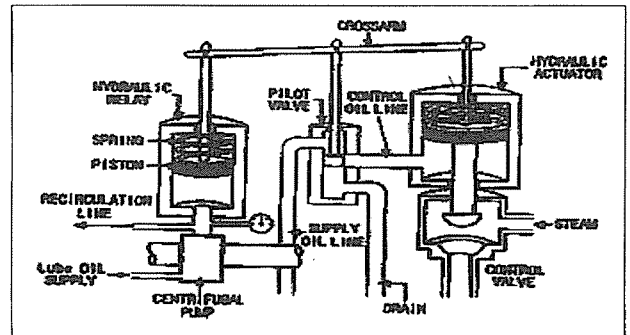 CROSSARM
HYDRAULIC
ACTUATOR
HYDRAULIC
RELAY
PILOT
VALVE
CONTROL
OIL LINE
SPRING
PISTON
RECIRCULATION
LINE
SUPPLY
OIL LINE
STEAM
Lube OIL
SUPPLY
CENTRIFUGAL
PUMP
DRAIN
CONTROL
VALVE